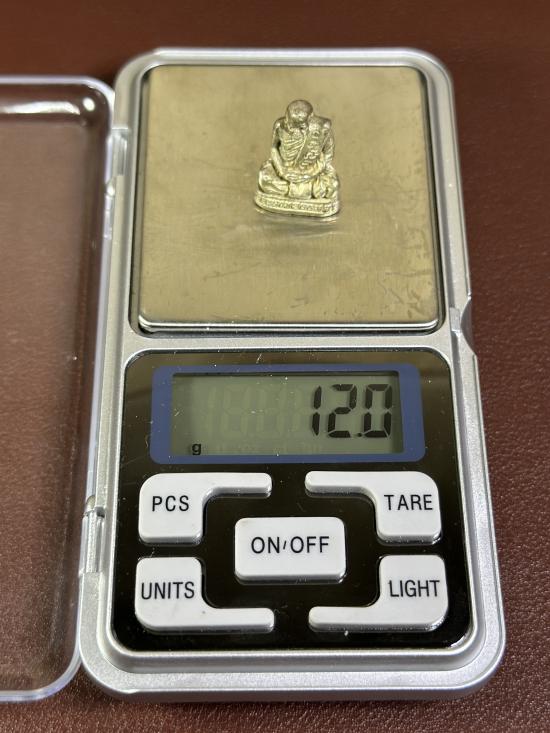 12.0
g
PCS
TARE
ON/OFF
UNITS
LIGHT